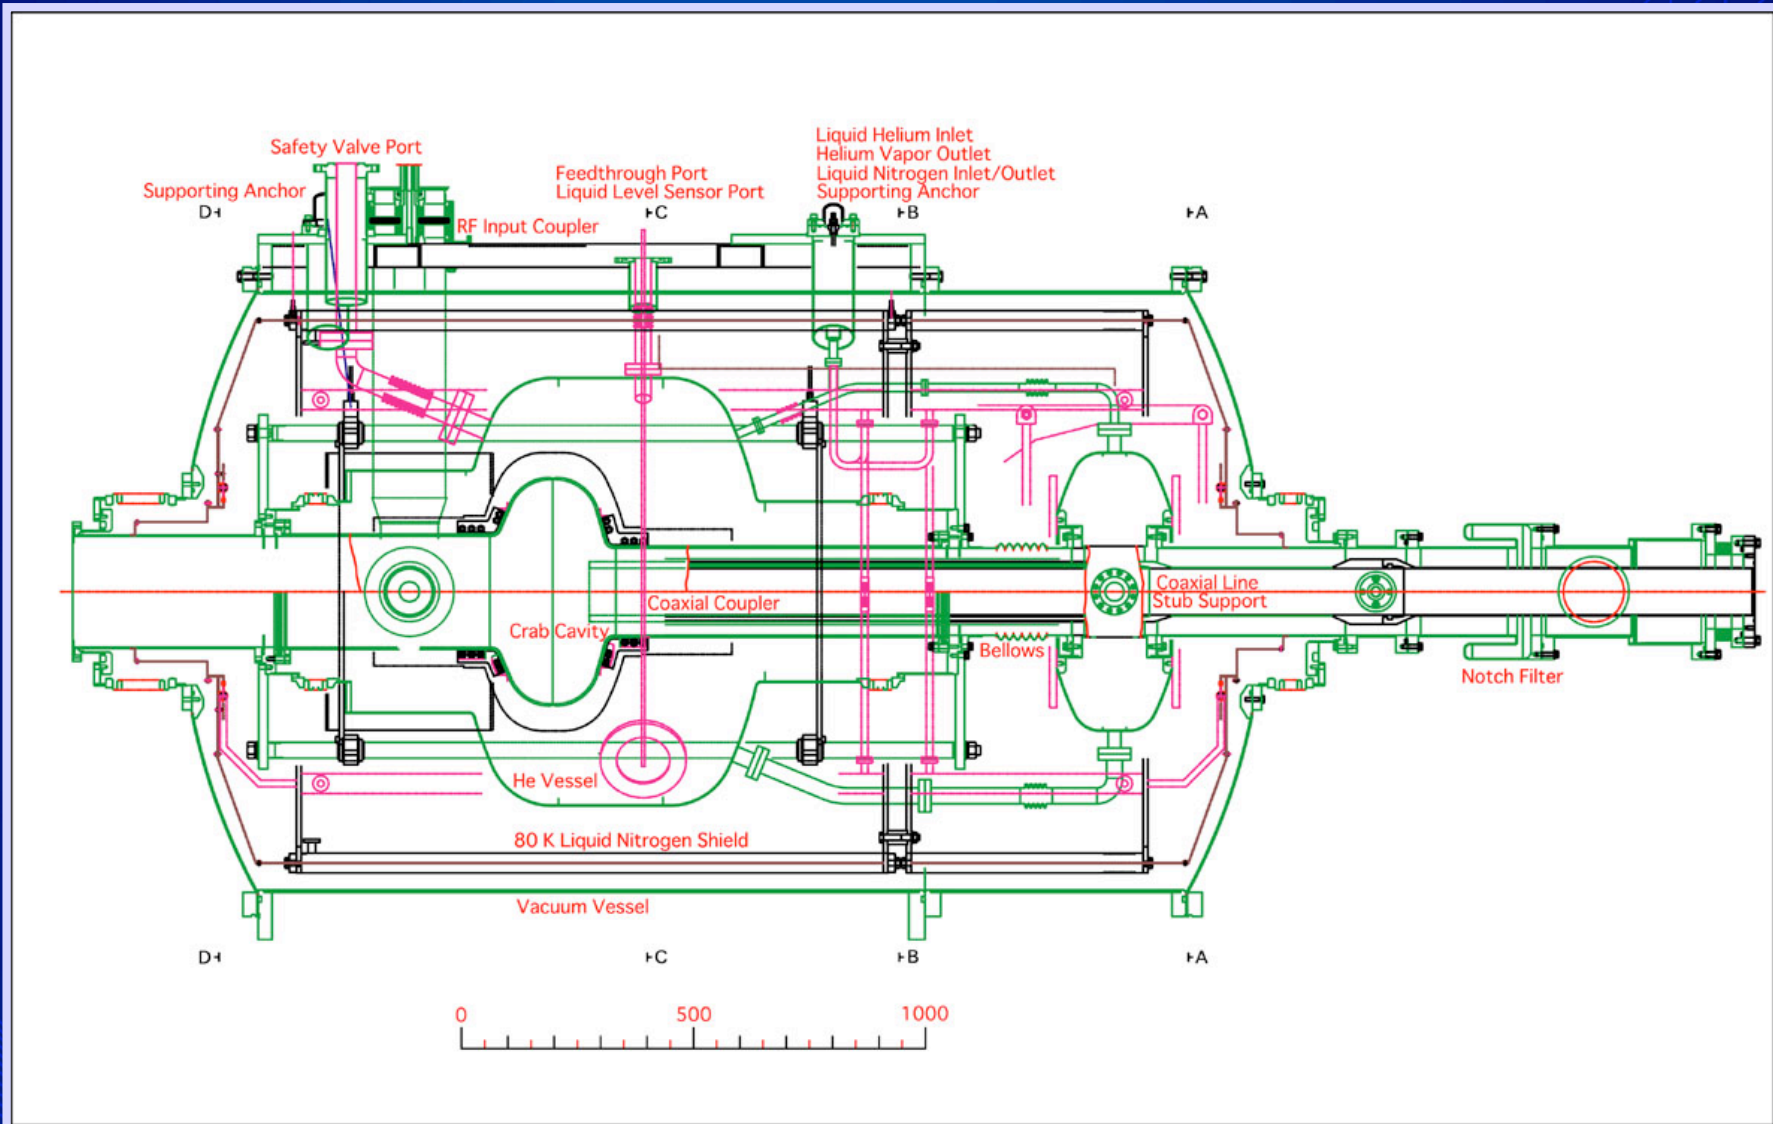 Safety Valve Port
Supporting Anchor
RF Input Coupler
Feedthrough Port
Liquid Level Sensor Port
Liquid Helium Inlet
Helium Vapor Outlet
Liquid Nitrogen Inlet/Outlet
Supporting Anchor
D
C
B
A
Coaxial Coupler
Crab Cavity
Coaxial Line
Stub Support
Bellows
Notch Filter
He Vessel
80 K Liquid Nitrogen Shield
Vacuum Vessel
D
C
B
A
0
500
1000